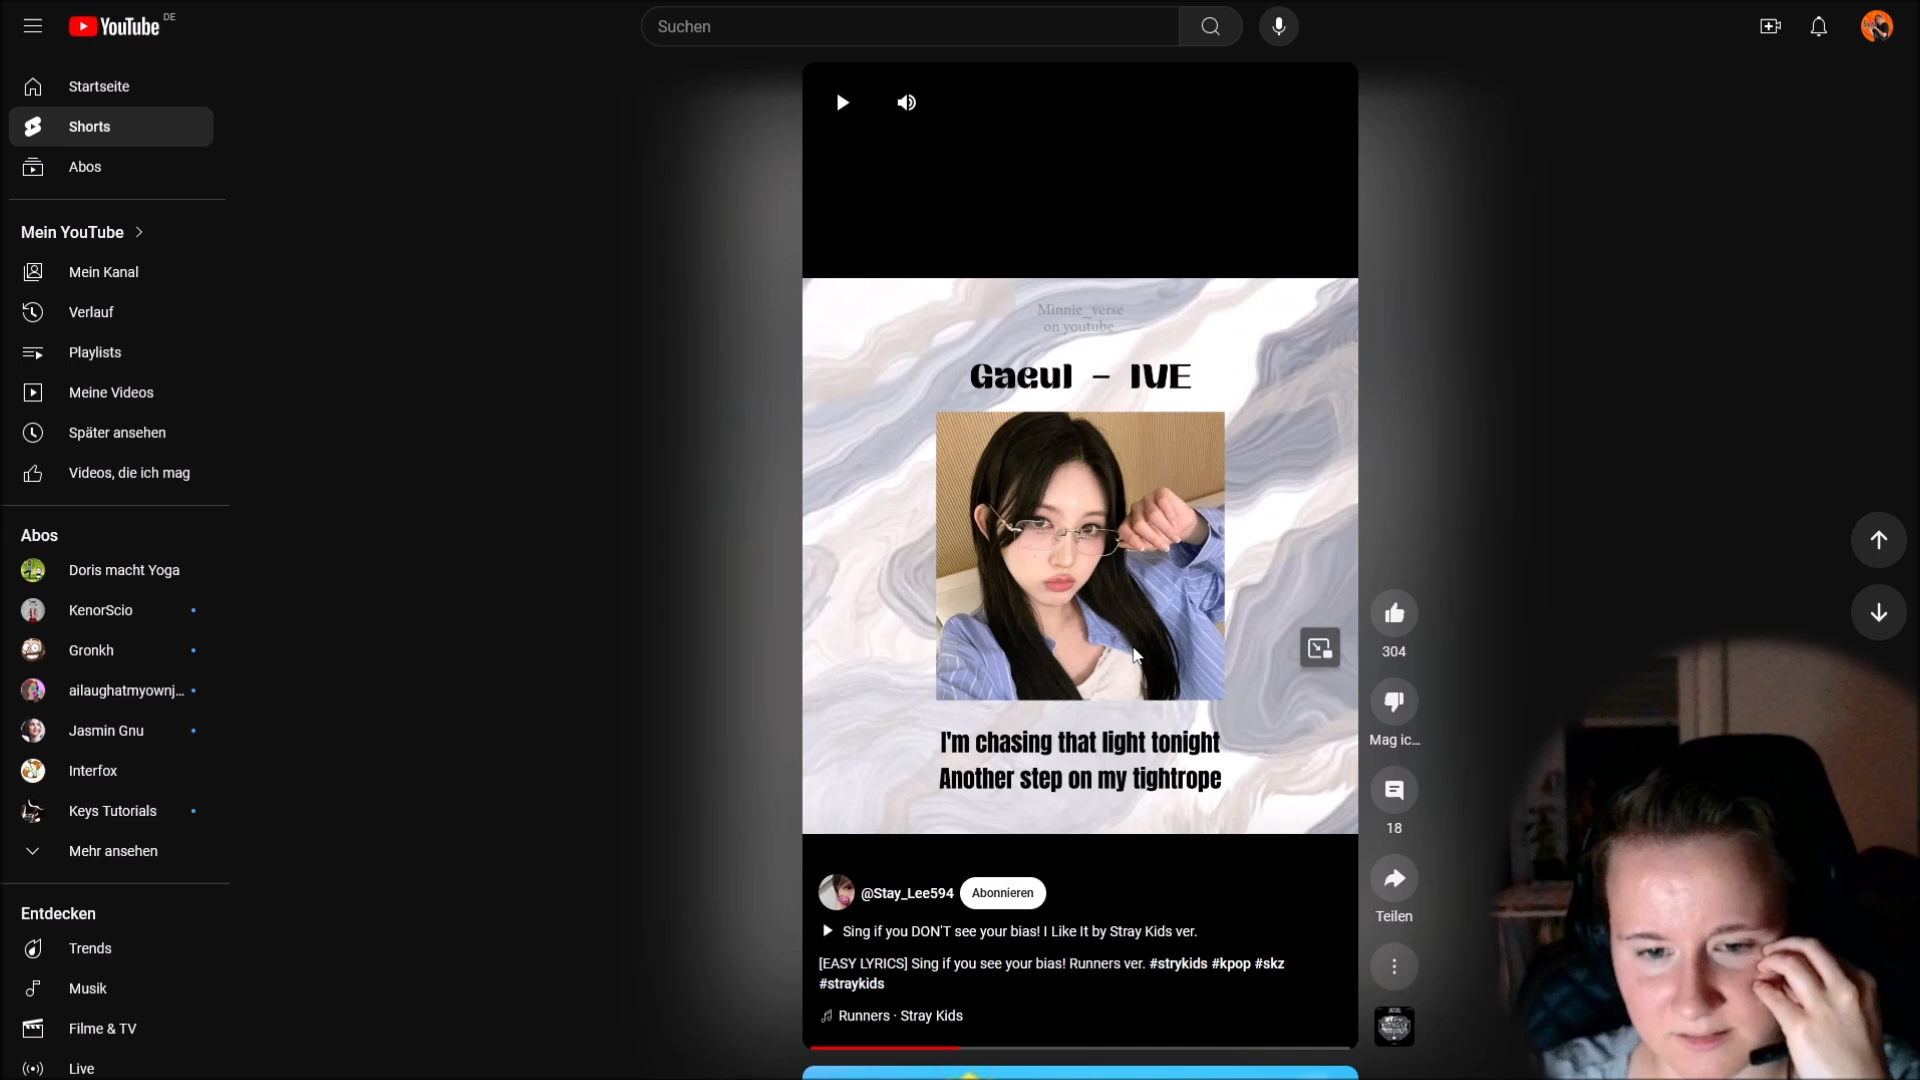 YouTube DE
Suchen
Startseite
Shorts
Abos
Mein YouTube
Mein Kanal
Verlauf
Playlists
Meine Videos
Später ansehen
Videos, die ich mag
Abos
Doris macht Yoga
KenorScio
Gronkh
ailaughatmyownj...
Jasmin Gnu
Interfox
Keys Tutorials
Mehr ansehen
Entdecken
Trends
Musik
Filme & TV
Live
Minnie_verse
on youtube
Gaeul - IVE
I'm chasing that light tonight
Another step on my tightrope
@Stay_Lee594 Abonnieren
Sing if you DON'T see your bias! I Like It by Stray Kids ver.
[EASY LYRICS] Sing if you see your bias! Runners ver. #strykids #kpop #skz
#straykids
Runners · Stray Kids
304
Mag ic...
18
Teilen